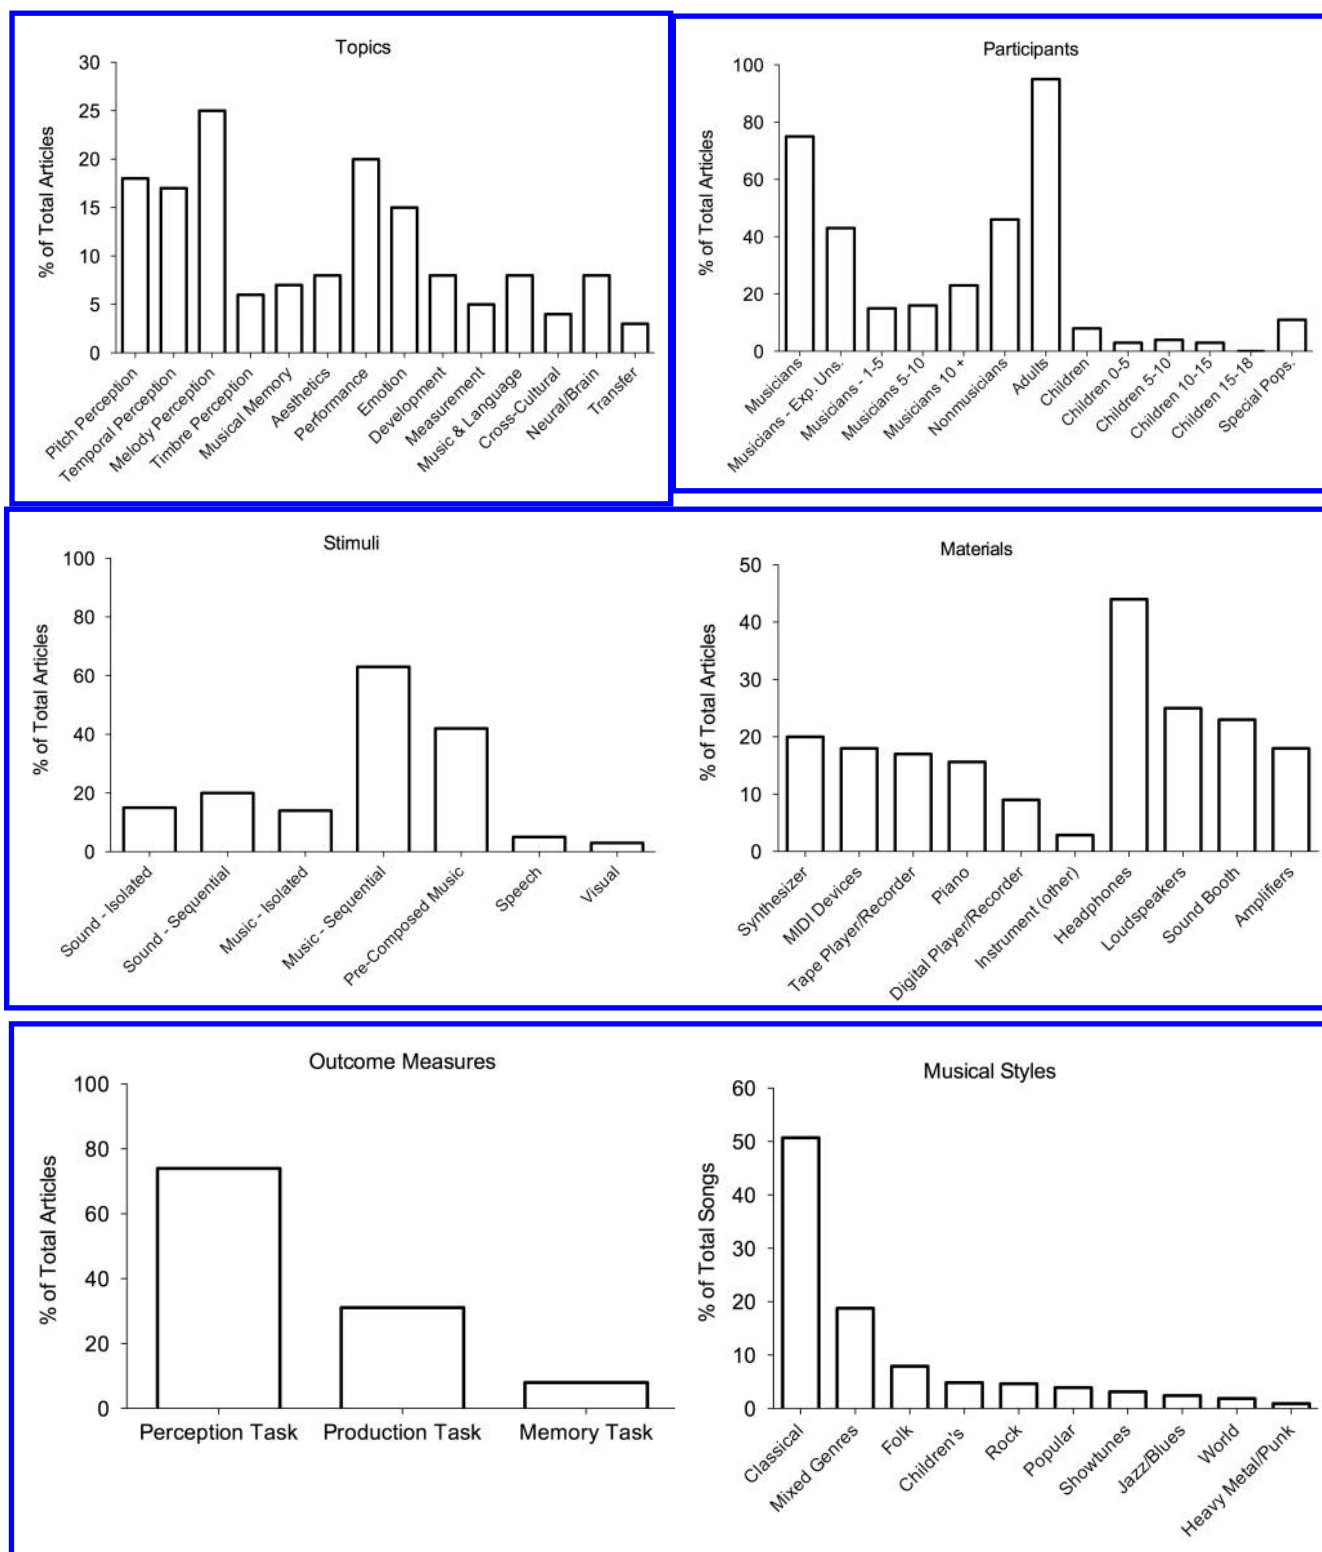 Topics
% of Total Articles
30
25
20
15
10
5
0
Pitch Perception
Temporal Perception
Melody Perception
Timbre Perception
Musical Memory
Aesthetics
Performance
Emotion
Development
Measurement
Music & Language
Cross-Cultural
Neural/Brain
Transfer
Participants
% of Total Articles
100
80
60
40
20
0
Musicians
Musicians - Exp. Uns.
Musicians - 1-5
Musicians 5-10
Musicians 10 +
Nonmusicians
Adults
Children
Children 0-5
Children 5-10
Children 10-15
Children 15-18
Special Pops.
Stimuli
% of Total Articles
100
80
60
40
20
0
Sound - Isolated
Sound - Sequential
Music - Isolated
Music - Sequential
Pre-Composed Music
Speech
Visual
Materials
% of Total Articles
50
40
30
20
10
0
Synthesizer
MIDI Devices
Tape Player/Recorder
Piano
Digital Player/Recorder
Instrument (other)
Headphones
Loudspeakers
Sound Booth
Amplifiers
Outcome Measures
% of Total Articles
100
80
60
40
20
0
Perception Task
Production Task
Memory Task
Musical Styles
% of Total Songs
60
50
40
30
20
10
0
Classical
Mixed Genres
Folk
Children's
Rock
Popular
Showtunes
Jazz/Blues
World
Heavy Metal/Punk